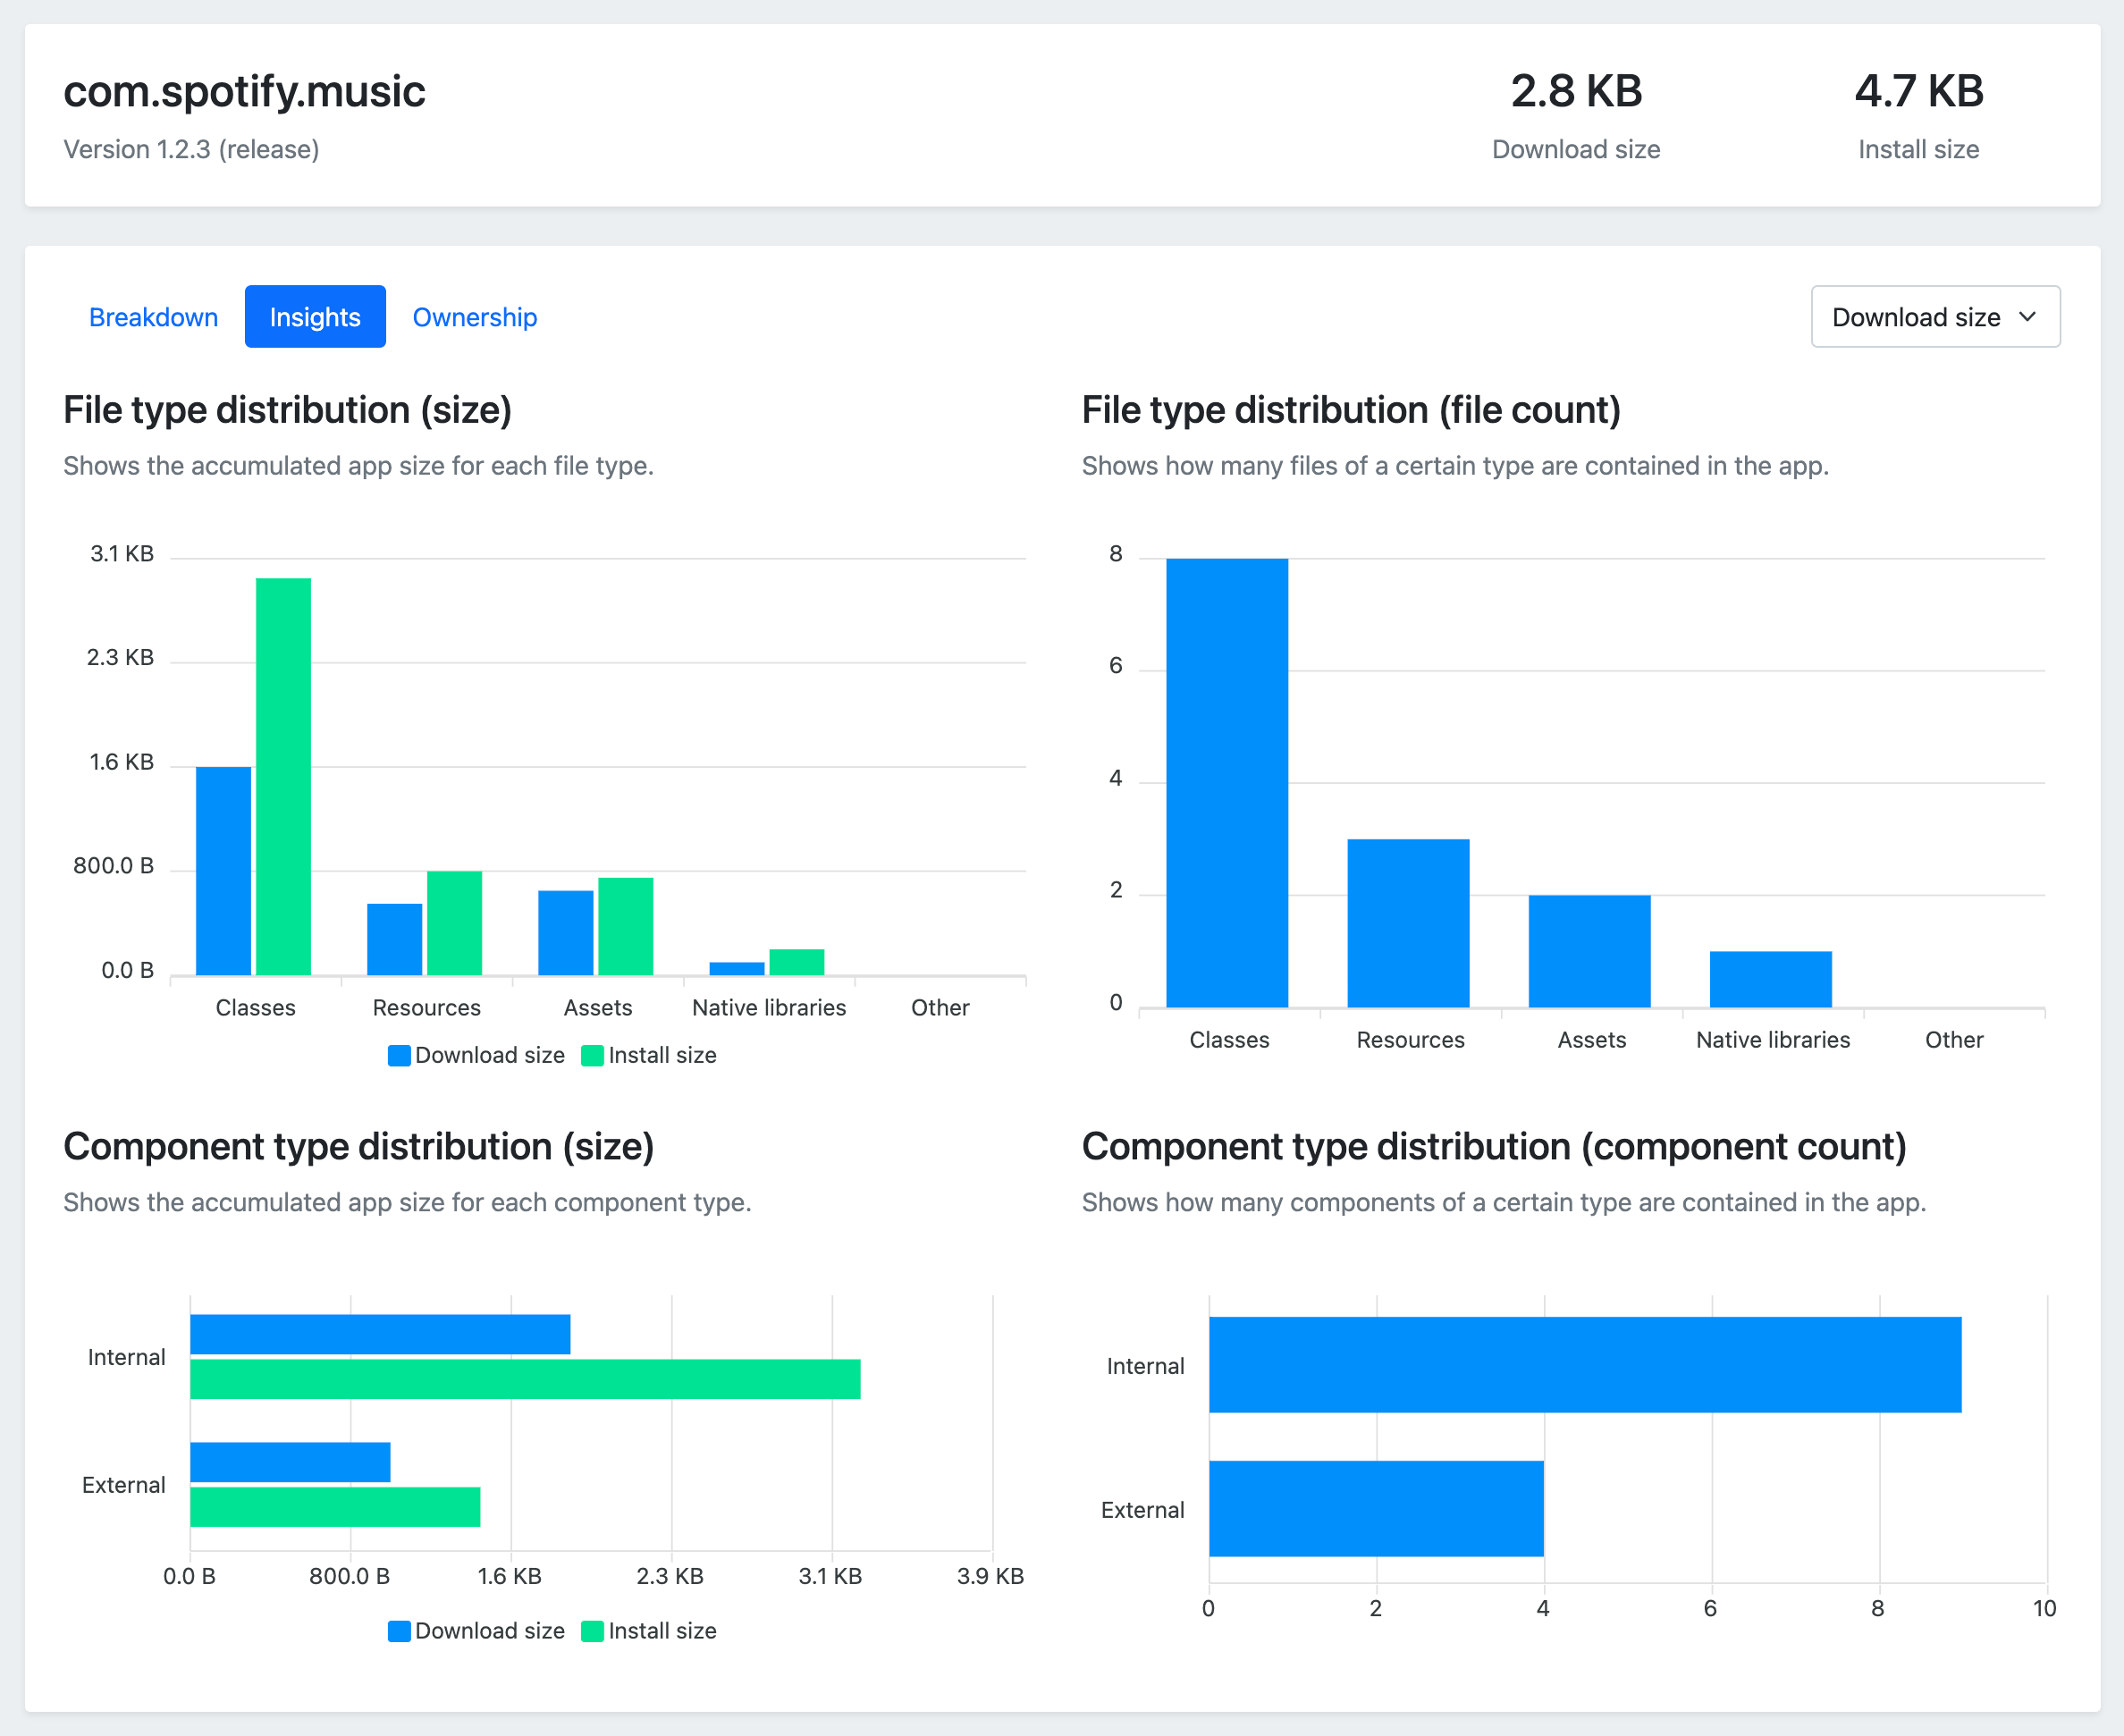 com.spotify.music
Version 1.2.3 (release)
2.8 KB
Download size
4.7 KB
Install size
Breakdown
Insights
Ownership
Download size
File type distribution (size)
Shows the accumulated app size for each file type.
3.1 KB
2.3 KB
1.6 KB
800.0 B
0.0 B
Classes Resources Assets Native libraries Other
Download size Install size
File type distribution (file count)
Shows how many files of a certain type are contained in the app.
8
6
4
2
0
Classes Resources Assets Native libraries Other
Component type distribution (size)
Shows the accumulated app size for each component type.
Internal
External
0.0 B 800.0 B 1.6 KB 2.3 KB 3.1 KB 3.9 KB
Download size Install size
Component type distribution (component count)
Shows how many components of a certain type are contained in the app.
Internal
External
0 2 4 6 8 10